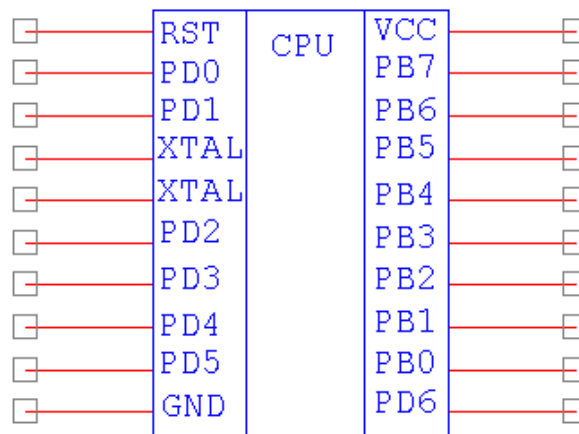 RST CPU VCC
PD0 PB7
PD1 PB6
XTAL PB5
XTAL PB4
PD2 PB3
PD3 PB2
PD4 PB1
PD5 PB0
GND PD6